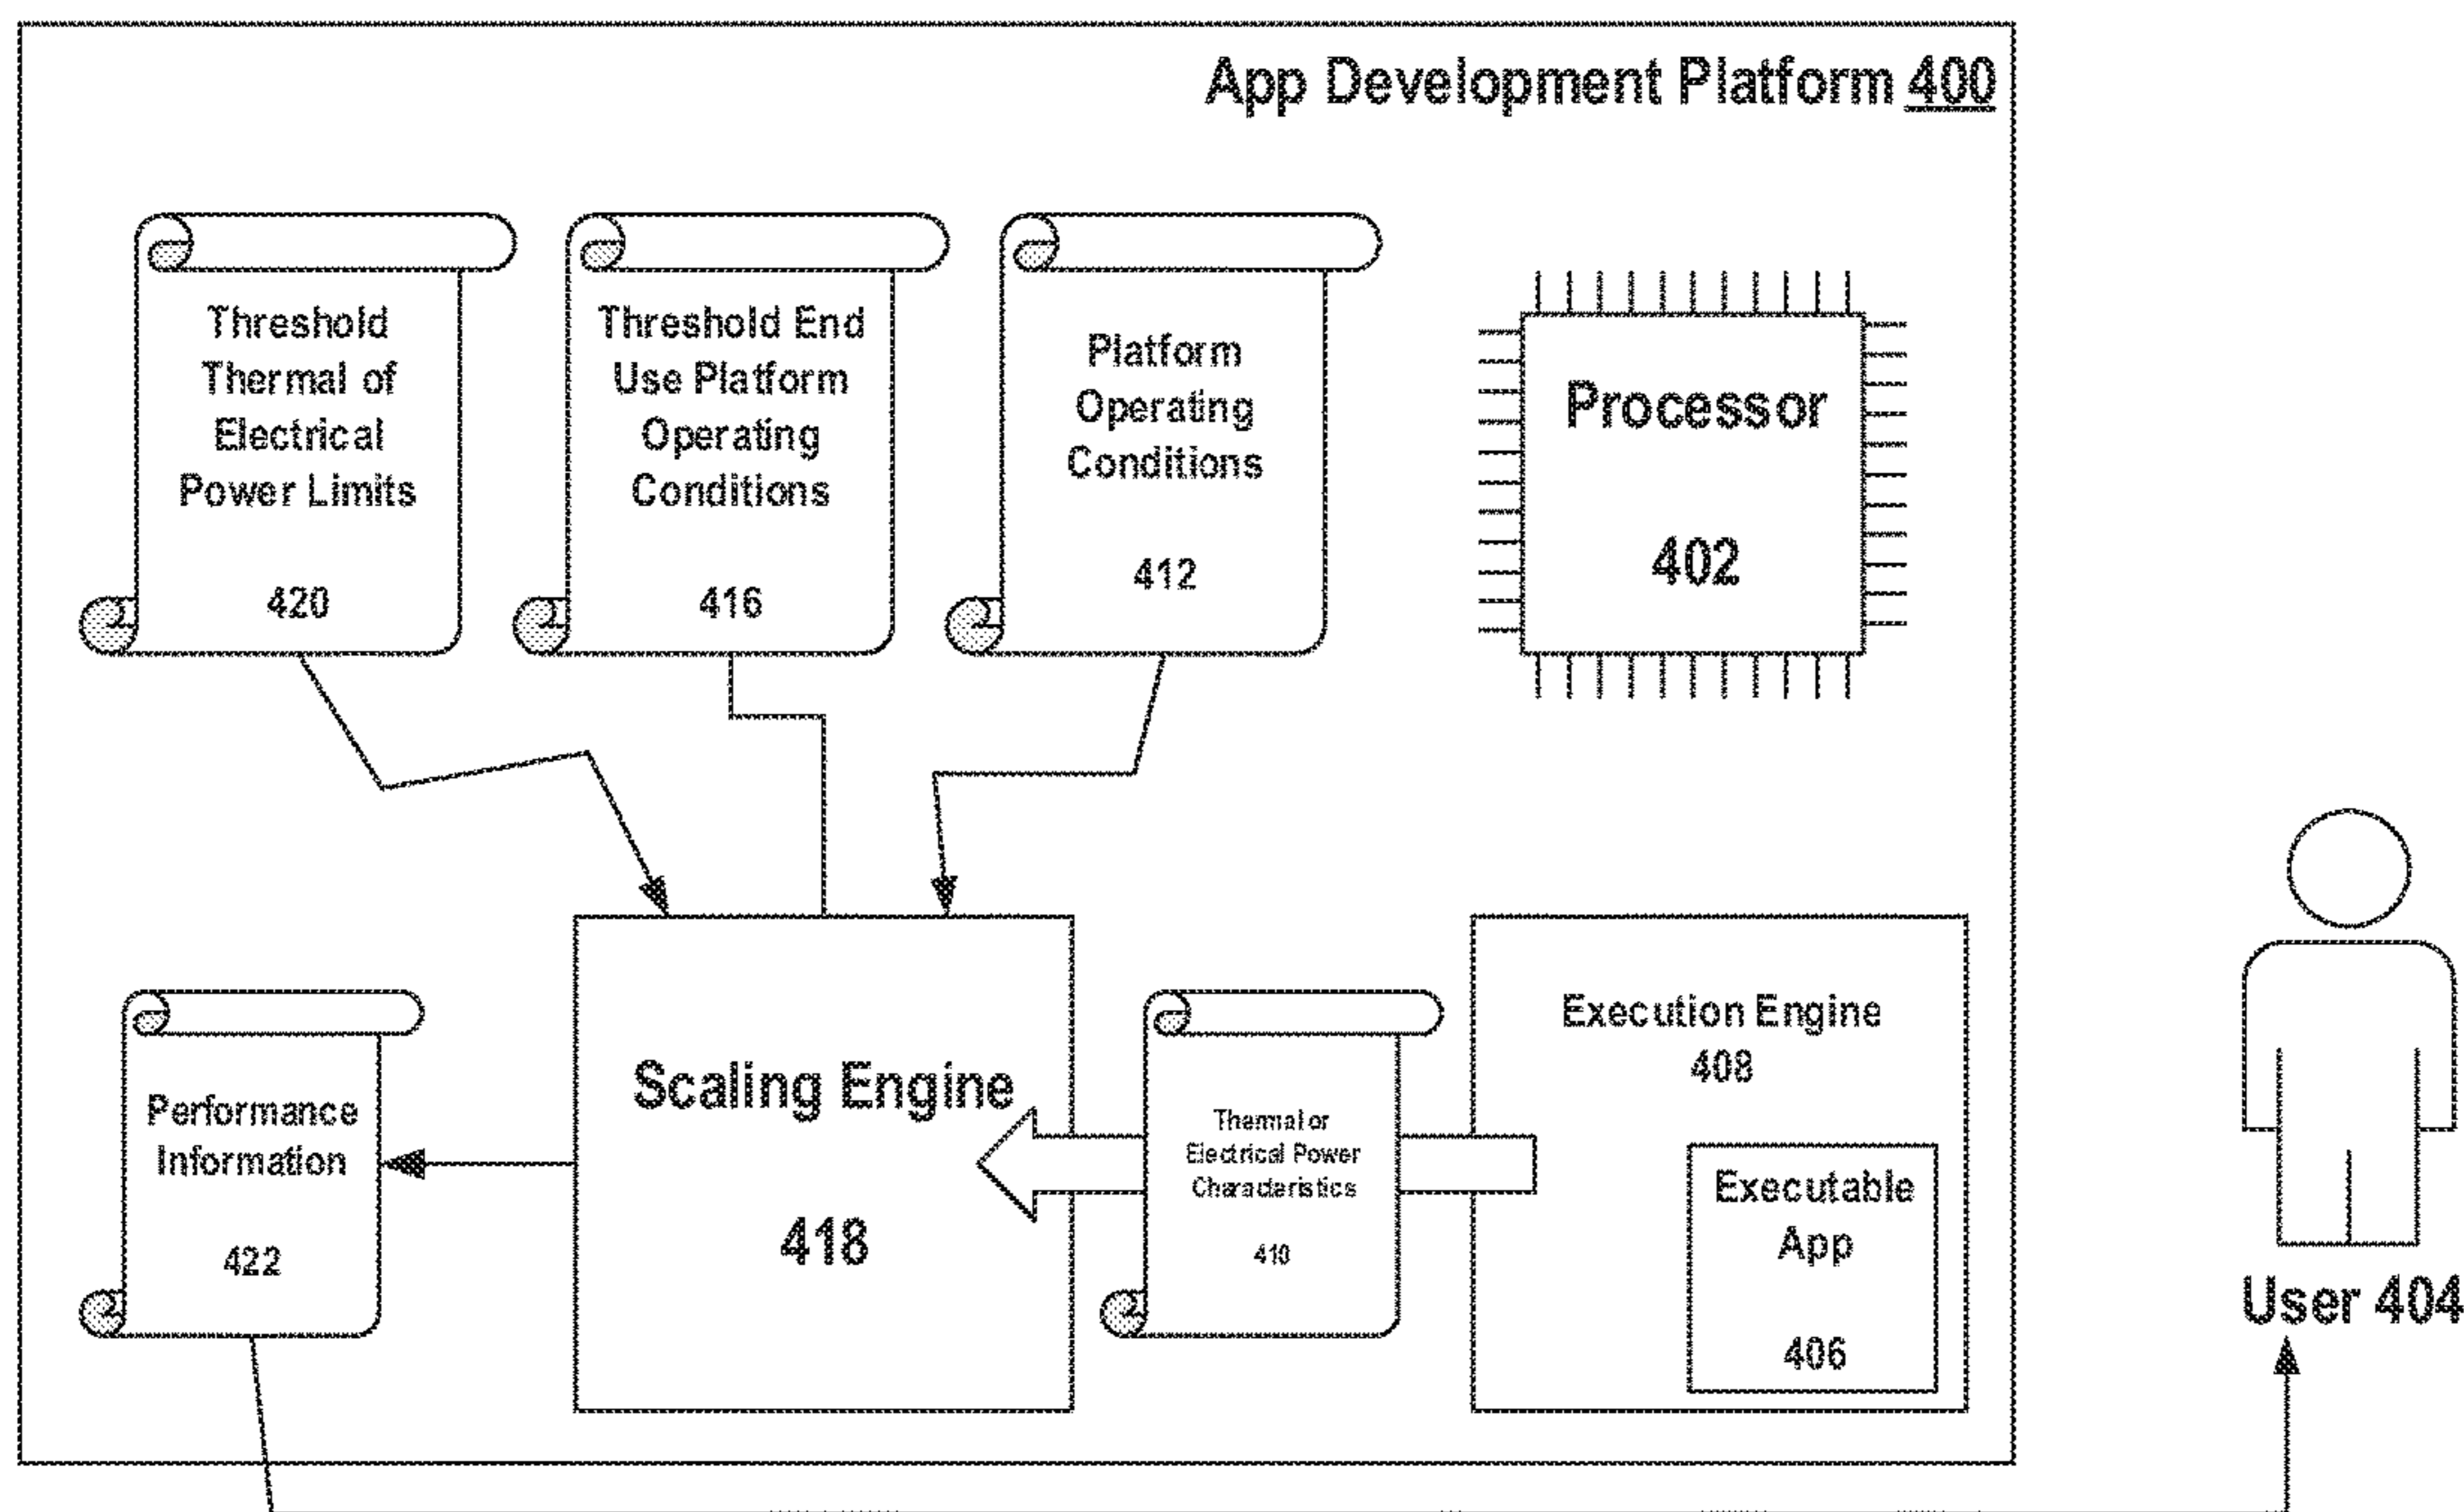 App Development Platform 400
Threshold
Thermal of
Electrical
Power Limits
420
Threshold End
Use Platform
Operating
Conditions
416
Platform
Operating
Conditions
412
Processor
402
Performance
Information
422
Scaling Engine
418
Thermal or
Electrical Power
Characteristics
410
Execution Engine
408
Executable
App
406
User 404